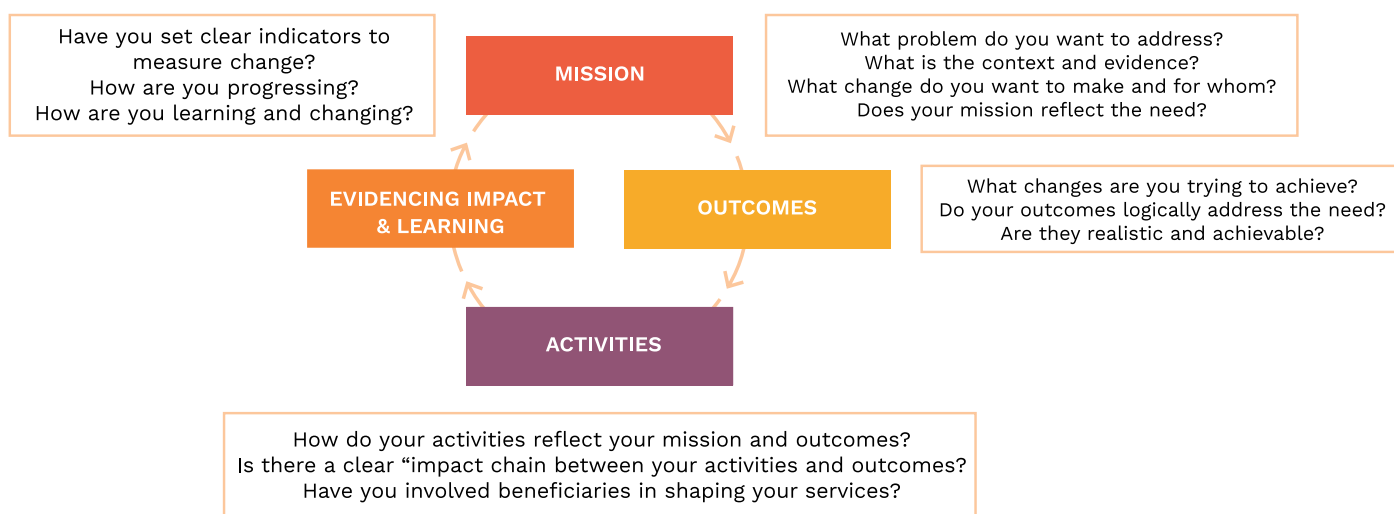 Have you set clear indicators to
measure change?
How are you progressing?
How are you learning and changing?
MISSION
What problem do you want to address?
What is the context and evidence?
What change do you want to make and for whom?
Does your mission reflect the need?
EVIDENCING IMPACT
& LEARNING
OUTCOMES
What changes are you trying to achieve?
Do your outcomes logically address the need?
Are they realistic and achievable?
ACTIVITIES
How do your activities reflect your mission and outcomes?
Is there a clear “impact chain between your activities and outcomes?
Have you involved beneficiaries in shaping your services?